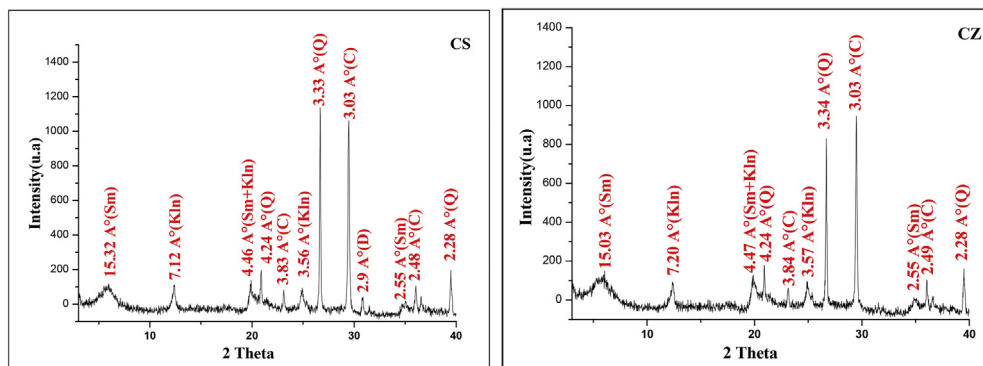 CS
Intensity(u.a)
1400
1200
1000
800
600
400
200
0
15.32 A°(Sm)
7.12 A°(Kln)
4.46 A°(Sm+Kln)
4.24 A°(Q)
3.83 A°(C)
3.56 A°(Kln)
3.33 A°(Q)
3.03 A°(C)
2.9 A°(D)
2.55 A°(Sm)
2.48 A°(C)
2.28 A°(Q)
10
20
30
40
2 Theta
CZ
Intensity(u.a)
1400
1200
1000
800
600
400
200
0
15.03 A°(Sm)
7.20 A°(Kln)
4.47 A°(Sm+Kln)
4.24 A°(Q)
3.84 A°(C)
3.57 A°(Kln)
3.34 A°(Q)
3.03 A°(C)
2.55 A°(Sm)
2.49 A°(C)
2.28 A°(Q)
10
20
30
40
2 Theta